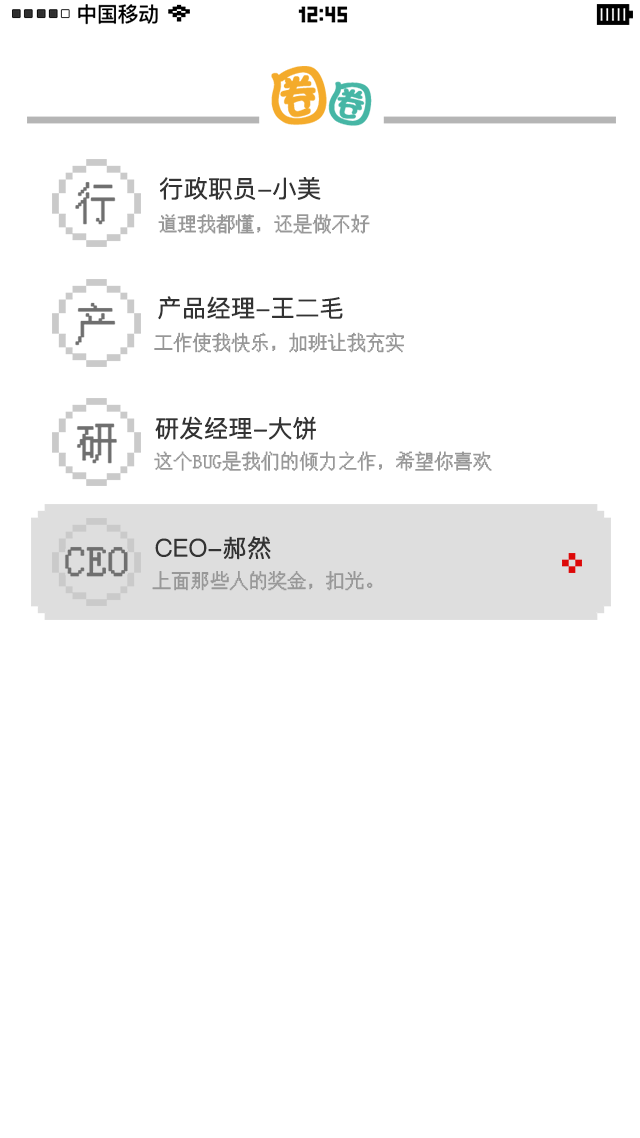 中国移动 12:45
圈圈
行
行政职员-小美
道理我都懂，还是做不好
产
产品经理-王二毛
工作使我快乐，加班让我充实
研
研发经理-大饼
这个BUG是我们的倾力之作，希望你喜欢
CEO
CEO-郝然
上面那些人的奖金，扣光。